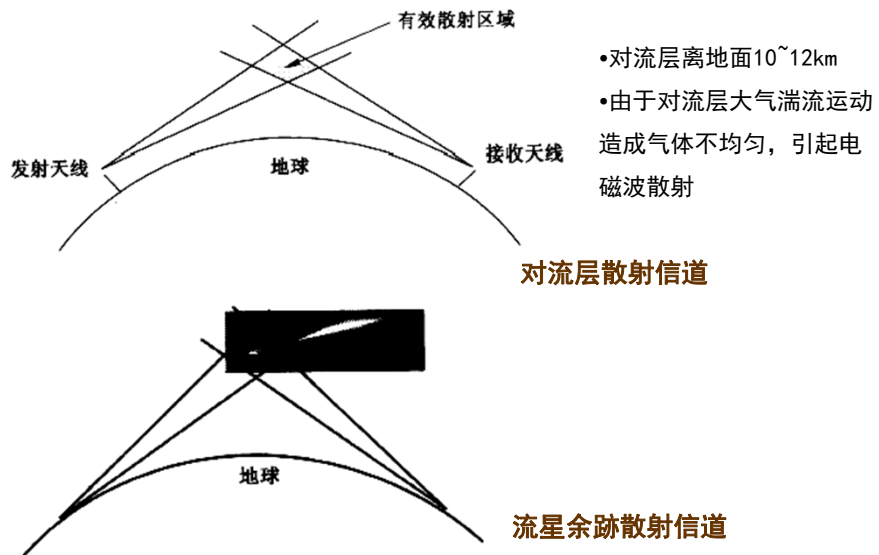 有效散射区域
•对流层离地面10~12km
•由于对流层大气湍流运动
造成气体不均匀，引起电
磁波散射
发射天线
地球
接收天线
对流层散射信道
地球
流星余跡散射信道